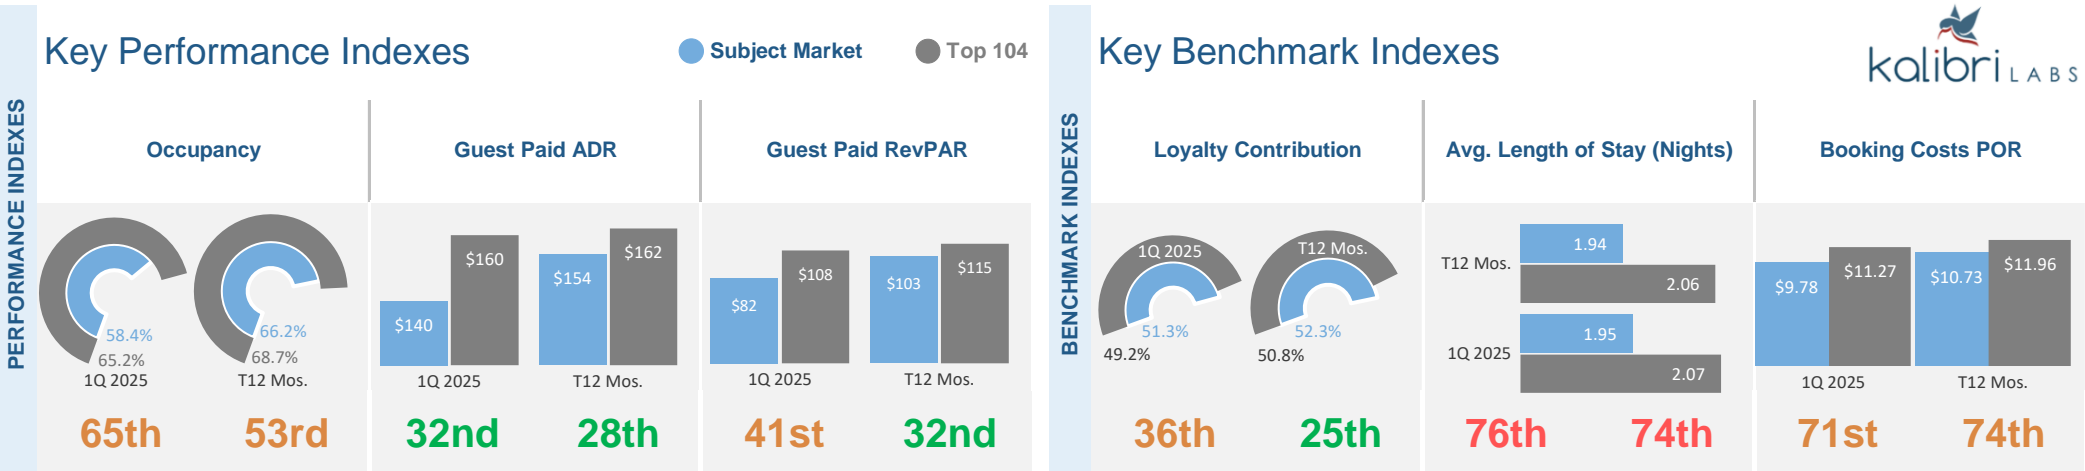 PERFORMANCE INDEXES
Key Performance Indexes
Subject Market
Top 104
Occupancy
Guest Paid ADR
Guest Paid RevPAR
58.4%
65.2%
1Q 2025
66.2%
68.7%
T12 Mos.
$140
$160
1Q 2025
$154
$162
T12 Mos.
$82
$108
1Q 2025
$103
$115
T12 Mos.
65th
53rd
32nd
28th
41st
32nd
BENCHMARK INDEXES
Key Benchmark Indexes
kalibri LABS
Loyalty Contribution
Avg. Length of Stay (Nights)
Booking Costs POR
1Q 2025
51.3%
49.2%
T12 Mos.
52.3%
50.8%
T12 Mos.
1.94
2.06
1Q 2025
1.95
2.07
$9.78
$11.27
1Q 2025
$10.73
$11.96
T12 Mos.
36th
25th
76th
74th
71st
74th